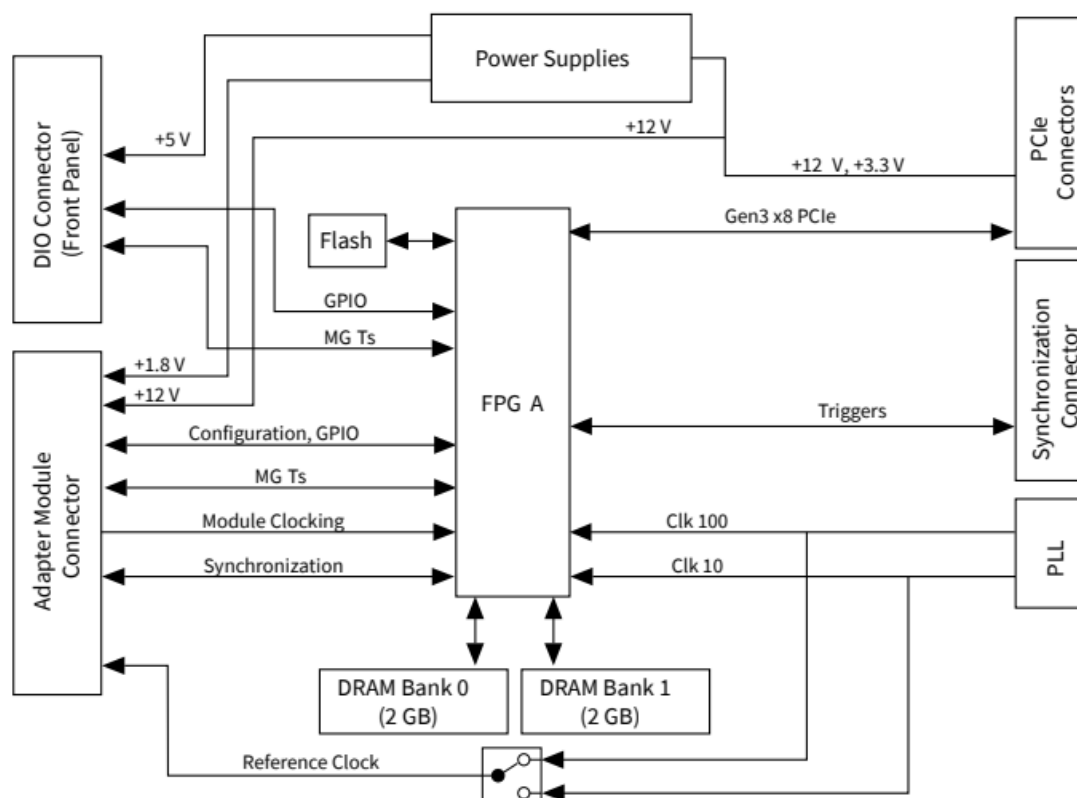 Power Supplies
DIO Connector
(Front Panel)
PCIe
Connectors
+5 V
+12 V
+12 V, +3.3 V
Gen3 x8 PCIe
Flash
GPIO
MG Ts
+1.8 V
+12 V
FPG A
Synchronization
Connector
Triggers
Adapter Module
Connector
Configuration, GPIO
MG Ts
Module Clocking
Synchronization
Clk 100
Clk 10
PLL
DRAM Bank 0
(2 GB)
DRAM Bank 1
(2 GB)
Reference Clock